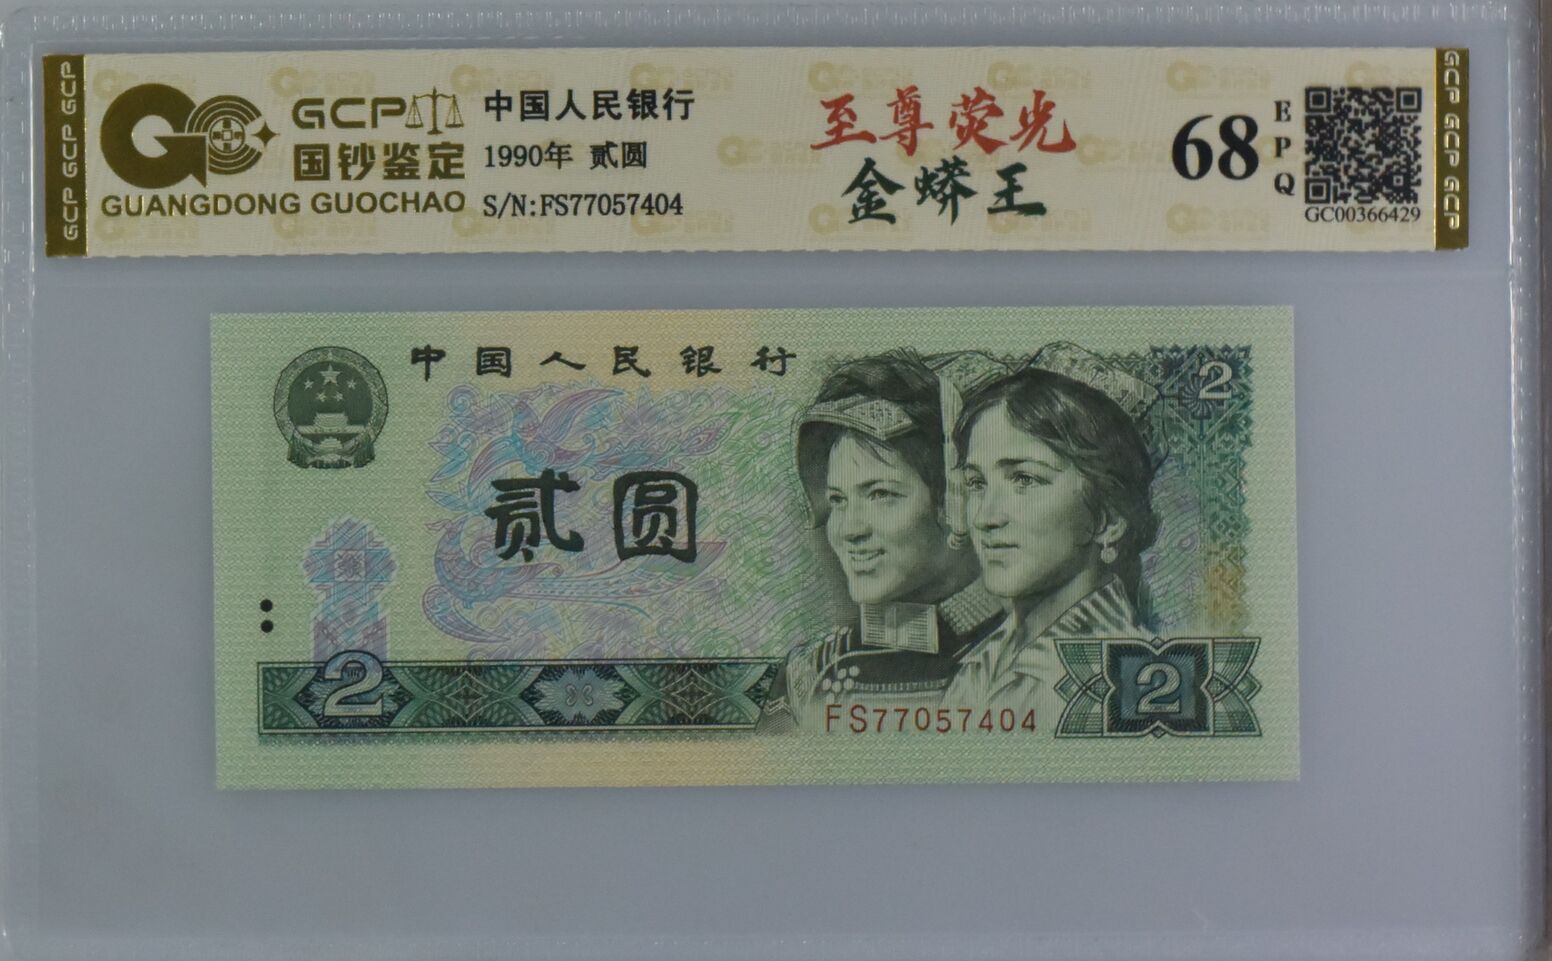 GCP GCP GCP
GCP
国钞鉴定
GUANGDONG GUOCHAO
中国人民银行
1990年 贰圆
S/N:FS77057404
至尊荧光
金蟒王
68
EPQ
GC00366429
GCP GCP GCP
中国人民银行
贰圆
2
2
2
FS77057404